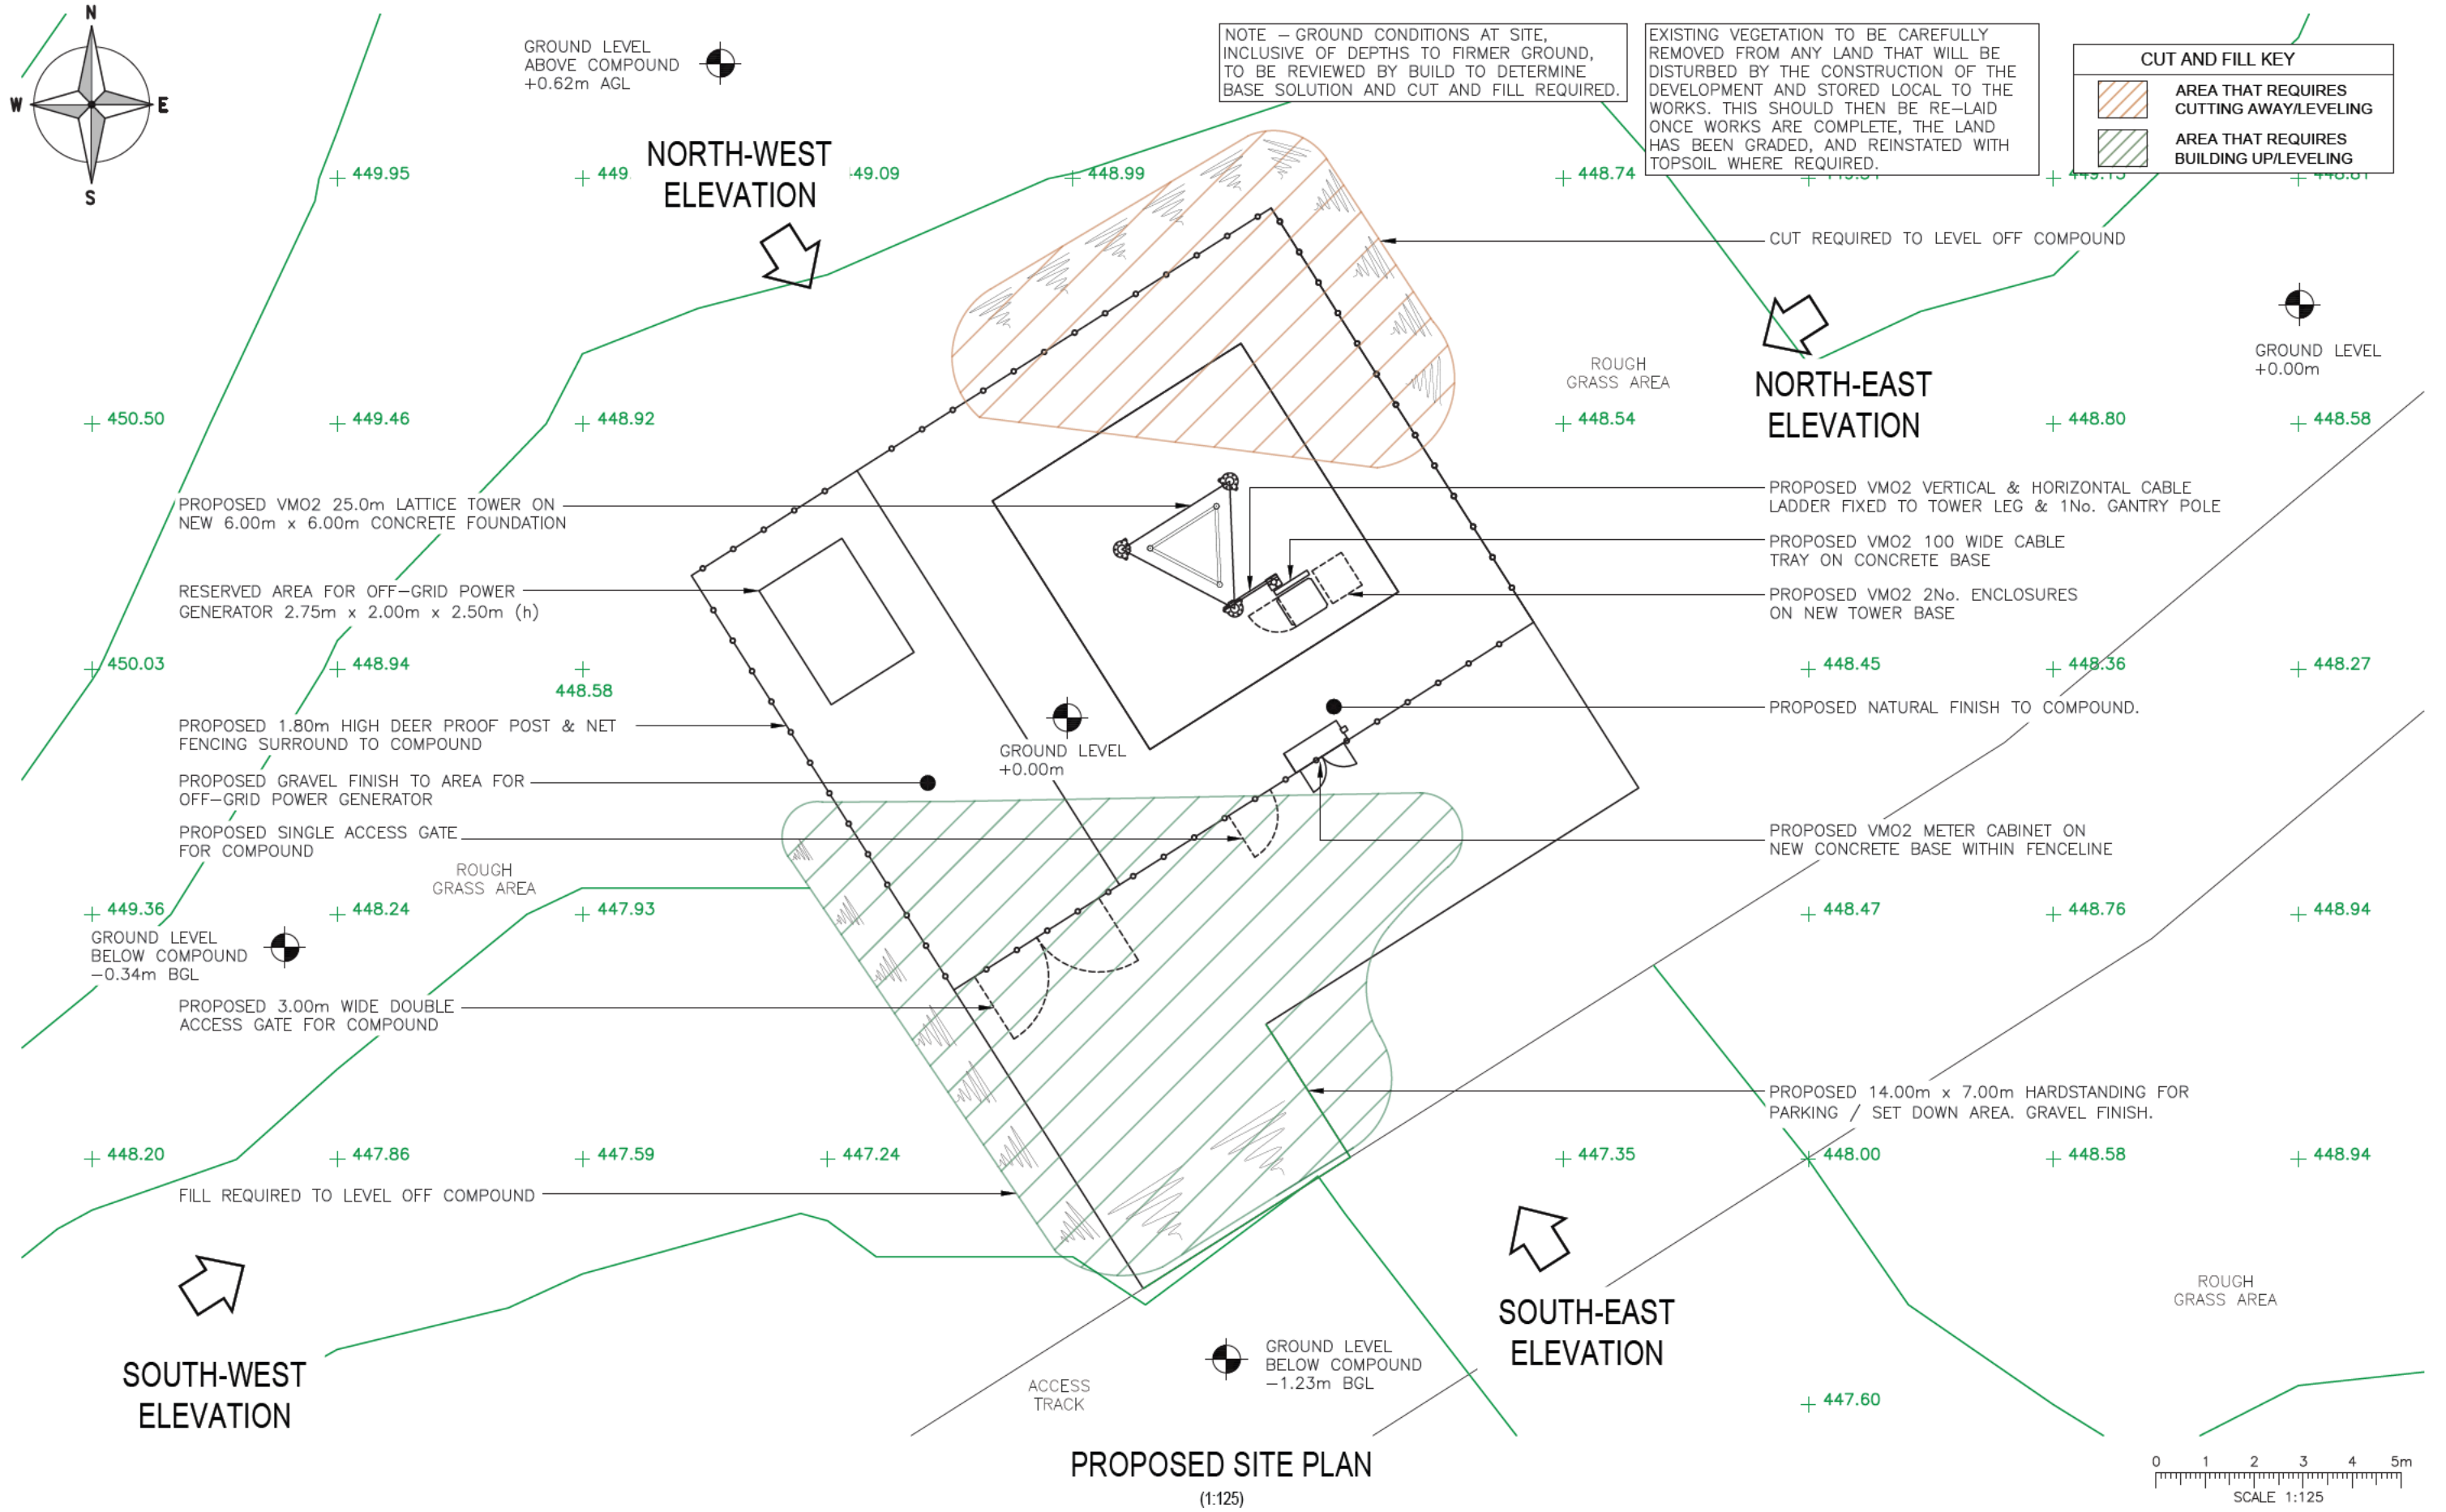 N
W
E
S
GROUND LEVEL
ABOVE COMPOUND
+0.62m AGL
NOTE – GROUND CONDITIONS AT SITE,
INCLUSIVE OF DEPTHS TO FIRMER GROUND,
TO BE REVIEWED BY BUILD TO DETERMINE
BASE SOLUTION AND CUT AND FILL REQUIRED.
EXISTING VEGETATION TO BE CAREFULLY
REMOVED FROM ANY LAND THAT WILL BE
DISTURBED BY THE CONSTRUCTION OF THE
DEVELOPMENT AND STORED LOCAL TO THE
WORKS. THIS SHOULD THEN BE RE–LAID
ONCE WORKS ARE COMPLETE, THE LAND
HAS BEEN GRADED, AND REINSTATED WITH
TOPSOIL WHERE REQUIRED.
CUT AND FILL KEY
AREA THAT REQUIRES
CUTTING AWAY/LEVELING
AREA THAT REQUIRES
BUILDING UP/LEVELING
NORTH-WEST
ELEVATION
449.95
449
49.09
448.99
448.74
CUT REQUIRED TO LEVEL OFF COMPOUND
GROUND LEVEL
+0.00m
ROUGH
GRASS AREA
NORTH-EAST
ELEVATION
450.50
449.46
448.92
448.54
448.80
448.58
PROPOSED VMO2 25.0m LATTICE TOWER ON
NEW 6.00m x 6.00m CONCRETE FOUNDATION
PROPOSED VMO2 VERTICAL & HORIZONTAL CABLE
LADDER FIXED TO TOWER LEG & 1No. GANTRY POLE
PROPOSED VMO2 100 WIDE CABLE
TRAY ON CONCRETE BASE
RESERVED AREA FOR OFF–GRID POWER
GENERATOR 2.75m x 2.00m x 2.50m (h)
PROPOSED VMO2 2No. ENCLOSURES
ON NEW TOWER BASE
450.03
448.94
448.58
448.45
448.36
448.27
PROPOSED 1.80m HIGH DEER PROOF POST & NET
FENCING SURROUND TO COMPOUND
PROPOSED NATURAL FINISH TO COMPOUND.
GROUND LEVEL
+0.00m
PROPOSED GRAVEL FINISH TO AREA FOR
OFF–GRID POWER GENERATOR
PROPOSED SINGLE ACCESS GATE
FOR COMPOUND
PROPOSED VMO2 METER CABINET ON
NEW CONCRETE BASE WITHIN FENCELINE
ROUGH
GRASS AREA
449.36
448.24
447.93
448.47
448.76
448.94
GROUND LEVEL
BELOW COMPOUND
–0.34m BGL
PROPOSED 3.00m WIDE DOUBLE
ACCESS GATE FOR COMPOUND
PROPOSED 14.00m x 7.00m HARDSTANDING FOR
PARKING / SET DOWN AREA. GRAVEL FINISH.
448.20
447.86
447.59
447.24
447.35
448.00
448.58
448.94
FILL REQUIRED TO LEVEL OFF COMPOUND
SOUTH-WEST
ELEVATION
SOUTH-EAST
ELEVATION
ROUGH
GRASS AREA
GROUND LEVEL
BELOW COMPOUND
–1.23m BGL
ACCESS
TRACK
447.60
PROPOSED SITE PLAN
(1:125)
0 1 2 3 4 5m
SCALE 1:125